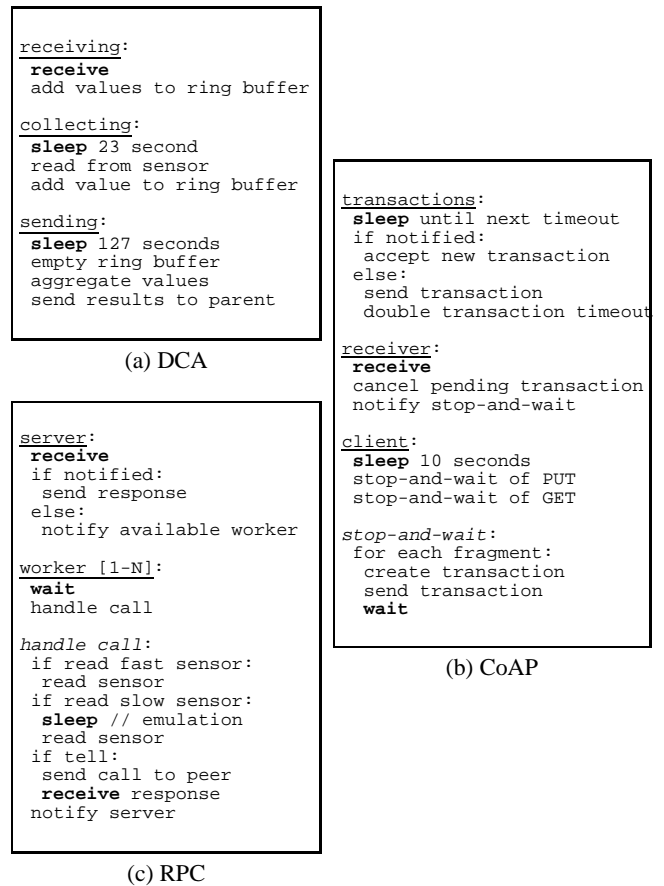 receiving:
receive
add values to ring buffer
collecting:
sleep 23 second
read from sensor
add value to ring buffer
sending:
sleep 127 seconds
empty ring buffer
aggregate values
send results to parent
(a) DCA
server:
receive
if notified:
send response
else:
notify available worker
worker [1-N]:
wait
handle call
handle call:
if read fast sensor:
read sensor
if read slow sensor:
sleep // emulation
read sensor
if tell:
send call to peer
receive response
notify server
(c) RPC
transactions:
sleep until next timeout
if notified:
accept new transaction
else:
send transaction
double transaction timeout
receiver:
receive
cancel pending transaction
notify stop-and-wait
client:
sleep 10 seconds
stop-and-wait of PUT
stop-and-wait of GET
stop-and-wait:
for each fragment:
create transaction
send transaction
wait
(b) CoAP